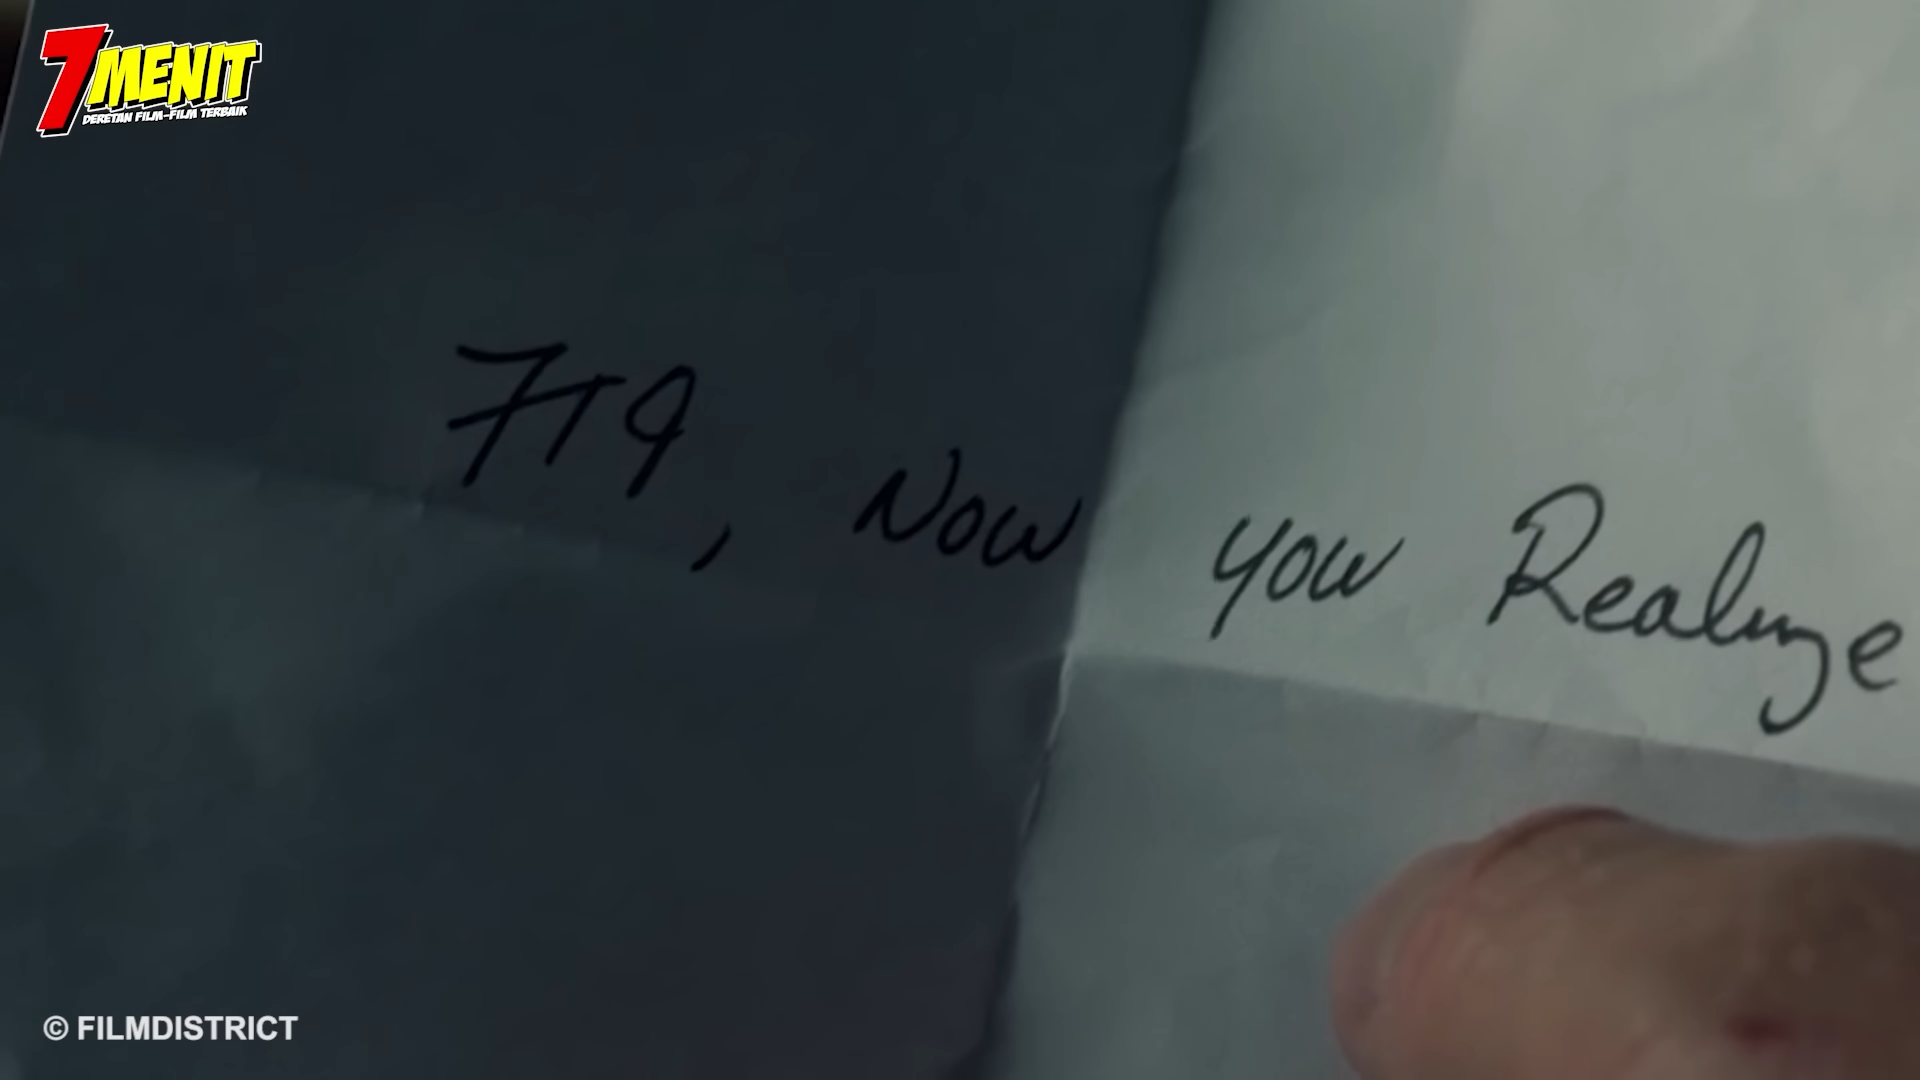 7MENIT
DERETAN FILM-FILM TERBAIK
719, Now you Realize
© FILMDISTRICT